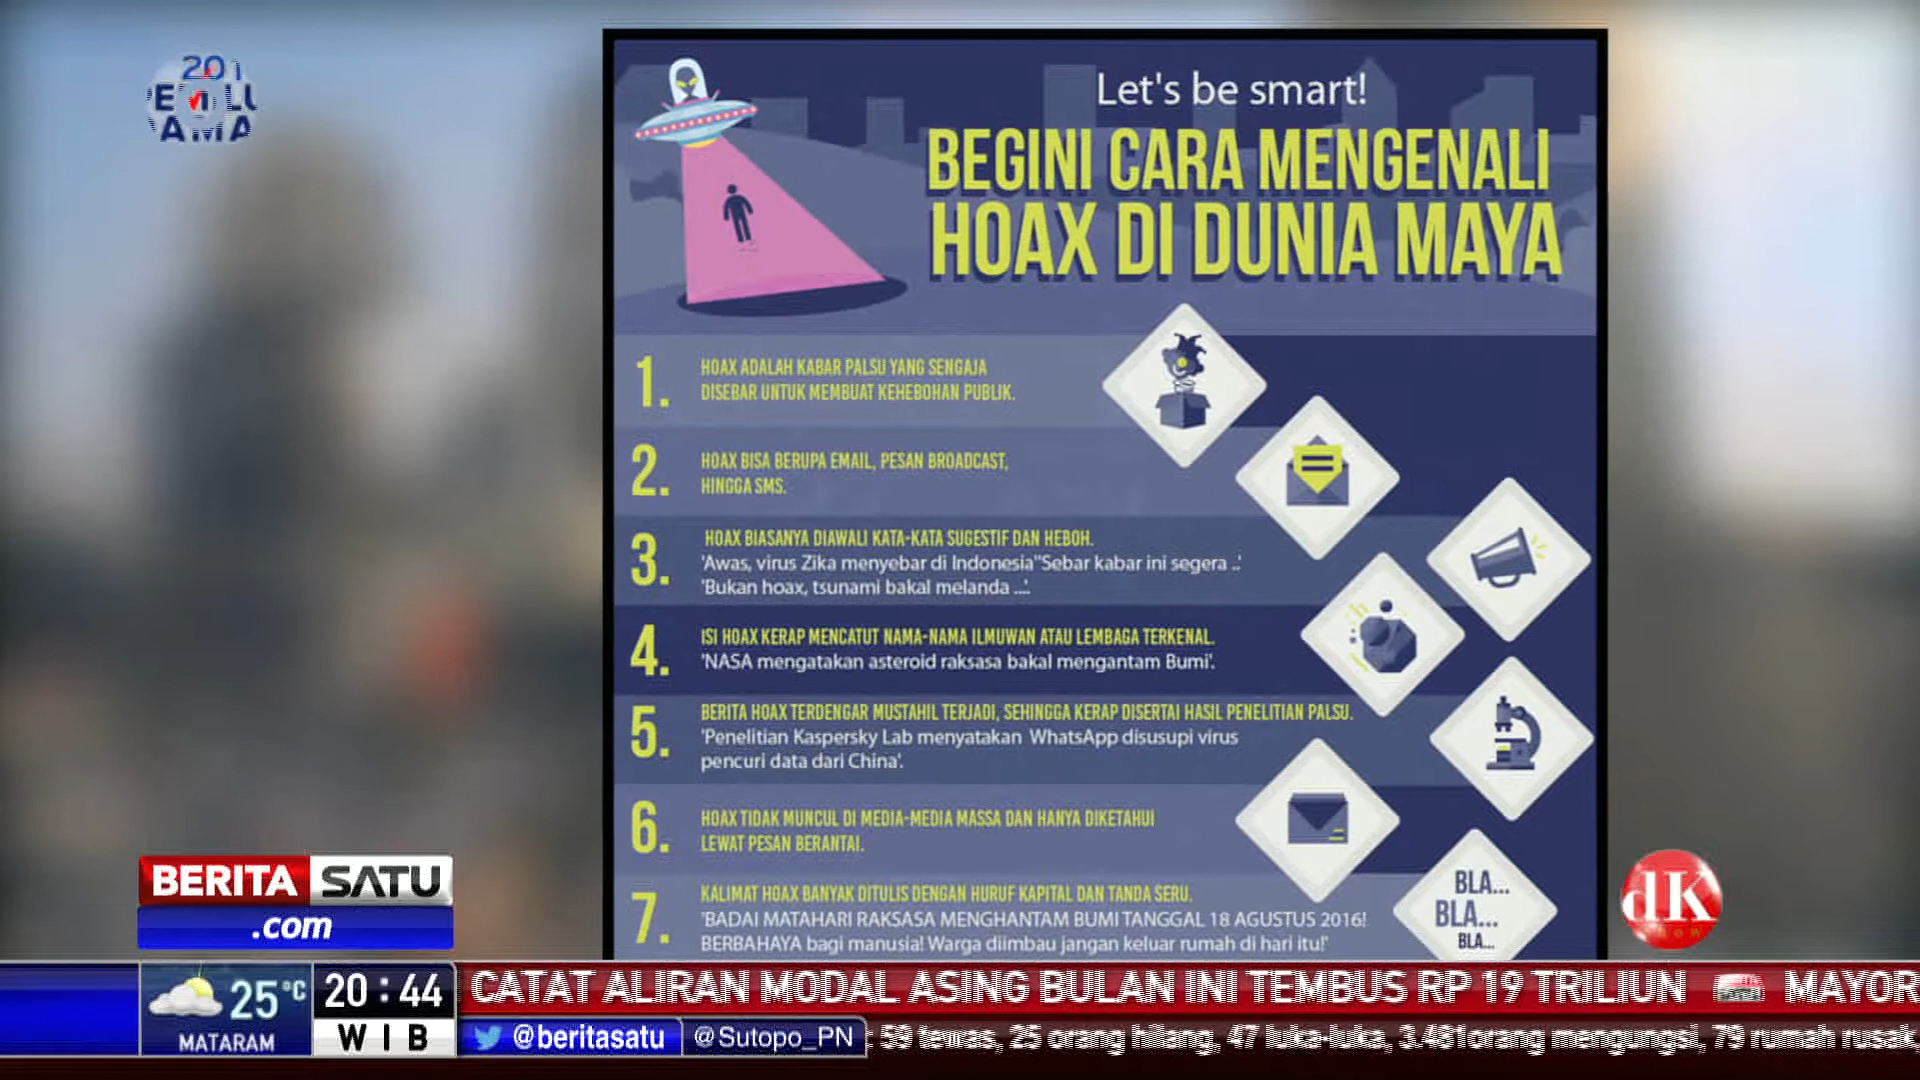 Let's be smart!
BEGINI CARA MENGENALI
HOAX DI DUNIA MAYA
1.
HOAX ADALAH KABAR PALSU YANG SENGAJA
DISEBAR UNTUK MEMBUAT KEHEBOHAN PUBLIK.
2.
HOAX BISA BERUPA EMAIL, PESAN BROADCAST,
HINGGA SMS.
3.
HOAX BIASANYA DIAWALI KATA-KATA SUGESTIF DAN HEBOH.
'Awas, virus Zika menyebar di Indonesia''Sebar kabar ini segera ..'
'Bukan hoax, tsunami bakal melanda ....'
4.
ISI HOAX KERAP MENCATUT NAMA-NAMA ILMUWAN ATAU LEMBAGA TERKENAL.
'NASA mengatakan asteroid raksasa bakal mengantam Bumi'.
5.
BERITA HOAX TERDENGAR MUSTAHIL TERJADI, SEHINGGA KERAP DISERTAI HASIL PENELITIAN PALSU.
'Penelitian Kaspersky Lab menyatakan WhatsApp disusupi virus
pencuri data dari China'.
6.
HOAX TIDAK MUNCUL DI MEDIA-MEDIA MASSA DAN HANYA DIKETAHUI
LEWAT PESAN BERANTAI.
7.
KALIMAT HOAX BANYAK DITULIS DENGAN HURUF KAPITAL DAN TANDA SERU.
'BADAI MATAHARI RAKSASA MENGHANTAM BUMI TANGGAL 18 AGUSTUS 2016!
BERBAHAYA bagi manusia! Warga diimbau jangan keluar rumah di hari itu!'
BLA...
BLA...
BLA...
BERITA SATU
.com
dK
show
25°C
MATARAM
20:44
WIB
CATAT ALIRAN MODAL ASING BULAN INI TEMBUS RP 19 TRILIUN MAYOR
@beritasatu @Sutopo_PN : 59 tewas, 25 orang hilang, 47 luka-luka, 3.481orang mengungsi, 79 rumah rusak,